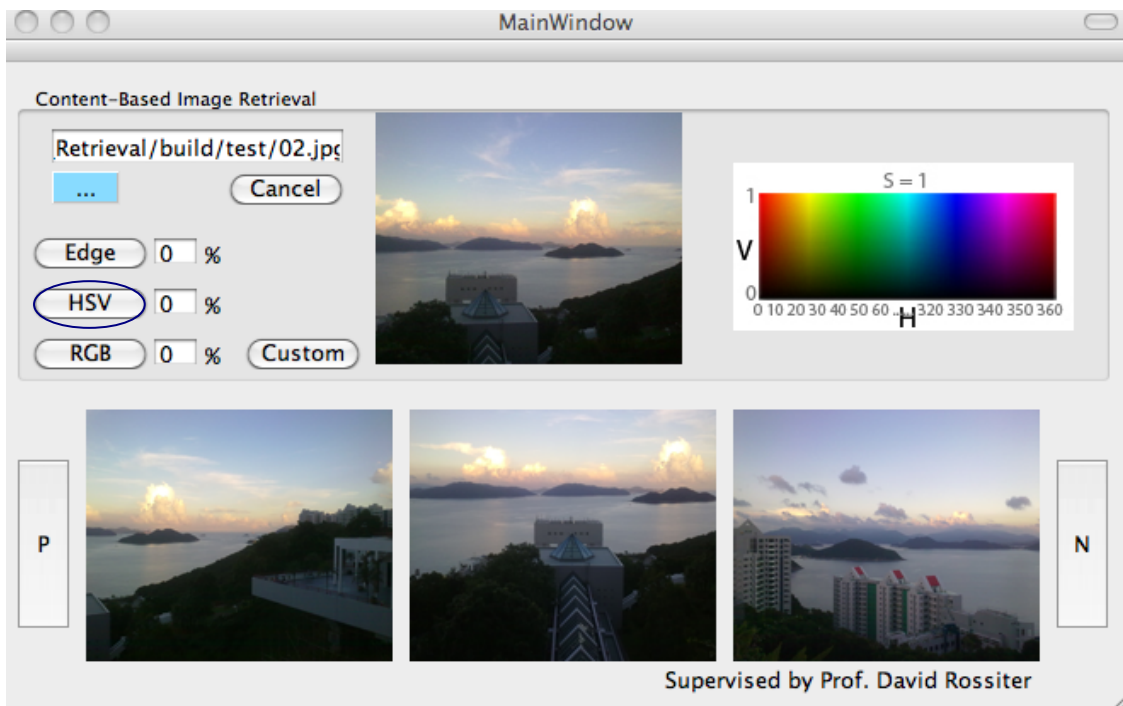 MainWindow
Content-Based Image Retrieval
Retrieval/build/test/02.jpg
...
Cancel
Edge 0 %
HSV 0 %
RGB 0 % Custom
S = 1
1
V
0
0 10 20 30 40 50 60 ... 320 330 340 350 360
H
P
N
Supervised by Prof. David Rossiter